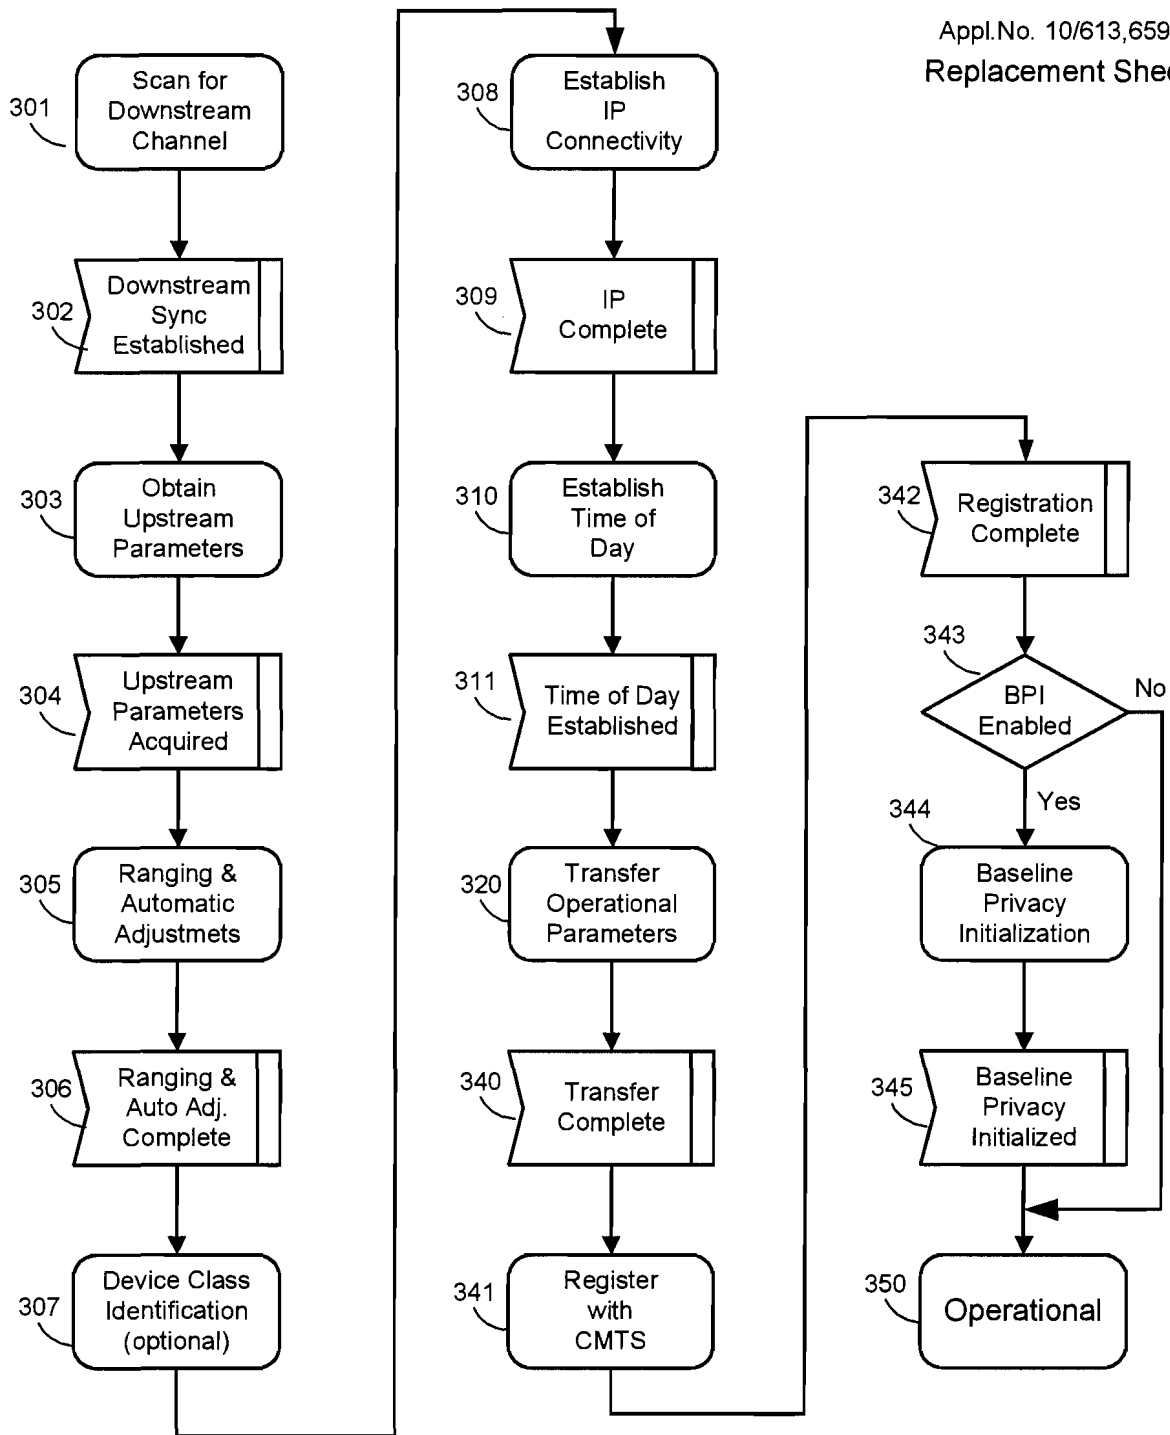 Appl.No. 10/613,659
Replacement Shee
301
Scan for
Downstream
Channel
302
Downstream
Sync
Established
303
Obtain
Upstream
Parameters
304
Upstream
Parameters
Acquired
305
Ranging &
Automatic
Adjustmets
306
Ranging &
Auto Adj.
Complete
307
Device Class
Identification
(optional)
308
Establish
IP
Connectivity
309
IP
Complete
310
Establish
Time of
Day
311
Time of Day
Established
320
Transfer
Operational
Parameters
340
Transfer
Complete
341
Register
with
CMTS
342
Registration
Complete
343
BPI
Enabled
No
Yes
344
Baseline
Privacy
Initialization
345
Baseline
Privacy
Initialized
350
Operational